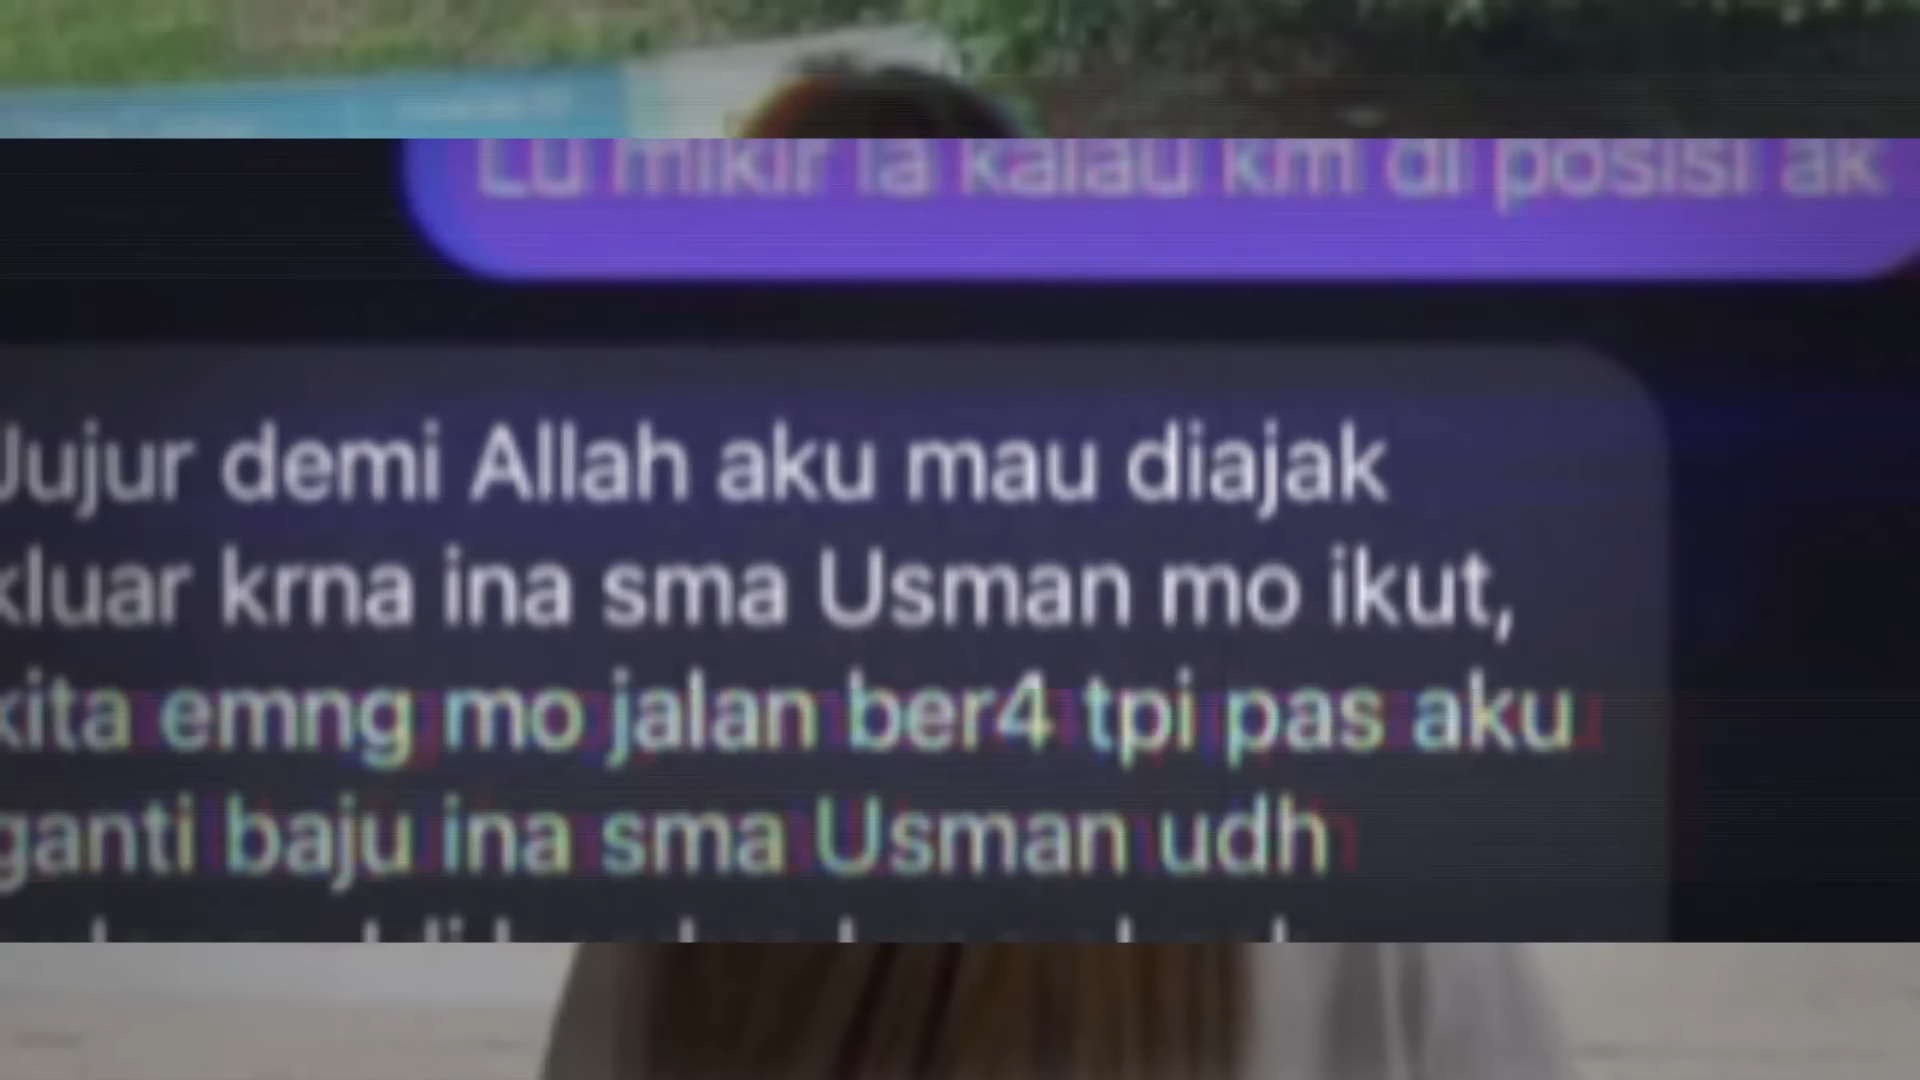 Lu mikir la kalau km di posisi ak
Jujur demi Allah aku mau diajak
kluar krna ina sma Usman mo ikut,
kita emng mo jalan ber4 tpi pas aku
ganti baju ina sma Usman udh